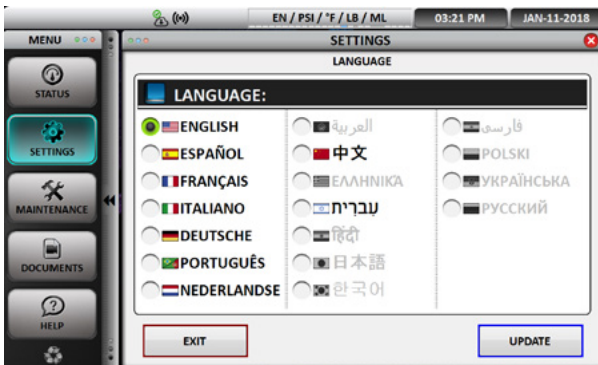 EN / PSI / °F / LB / ML
03:21 PM
JAN-11-2018
MENU
SETTINGS
LANGUAGE
STATUS
SETTINGS
MAINTENANCE
DOCUMENTS
HELP
LANGUAGE:
ENGLISH
ESPAÑOL
FRANÇAIS
ITALIANO
DEUTSCHE
PORTUGUÊS
NEDERLANDSE
العربية
中文
ΕΛΛΗΝΙΚΆ
עִבְרִית
हिंदी
日本語
한국어
فارسی
POLSKI
УКРАЇНСЬКА
РУССКИЙ
EXIT
UPDATE